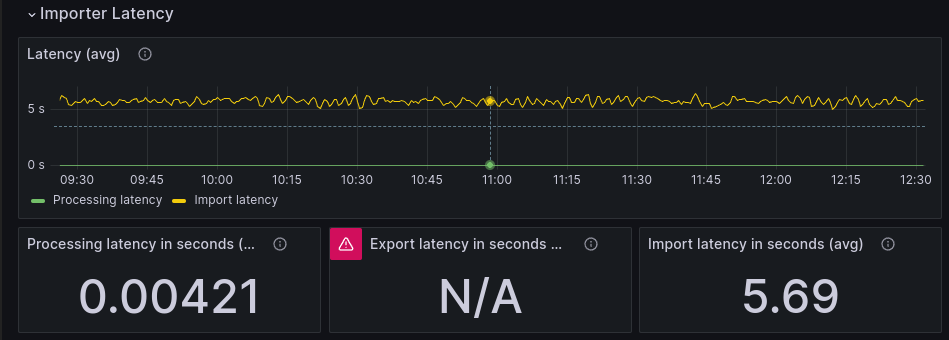 Importer Latency
Latency (avg)
5 s
0 s
09:30 09:45 10:00 10:15 10:30 10:45 11:00 11:15 11:30 11:45 12:00 12:15 12:30
Processing latency Import latency
Processing latency in seconds (... Export latency in seconds ... Import latency in seconds (avg)
0.00421 N/A 5.69